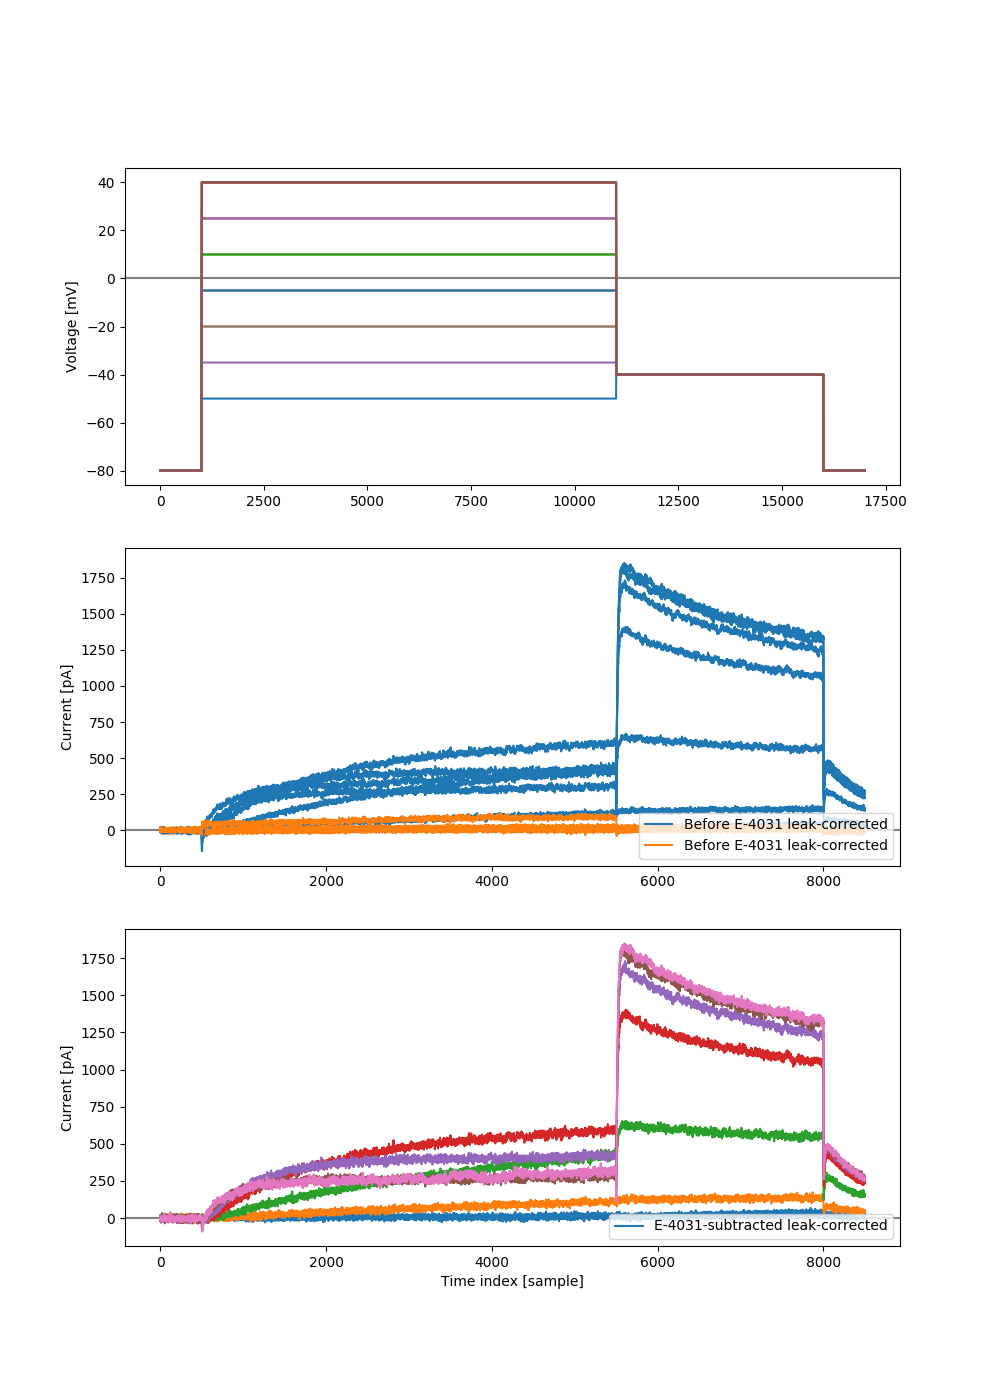 40
20
0
−20
−40
−60
−80
Voltage [mV]
0 2500 5000 7500 10000 12500 15000 17500
1750
1500
1250
1000
750
500
250
0
Current [pA]
Before E-4031 leak-corrected
Before E-4031 leak-corrected
0 2000 4000 6000 8000
1750
1500
1250
1000
750
500
250
0
Current [pA]
E-4031-subtracted leak-corrected
0 2000 4000 6000 8000
Time index [sample]